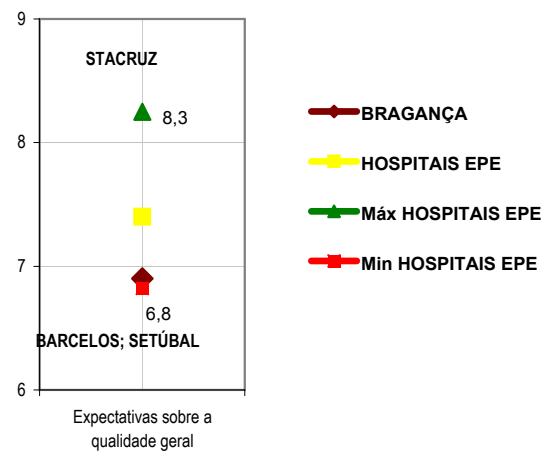 9
STACRUZ
8,3
8
7
6,8
BARCELOS; SETÚBAL
6
Expectativas sobre a
qualidade geral
BRAGANÇA
HOSPITAIS EPE
Máx HOSPITAIS EPE
Min HOSPITAIS EPE